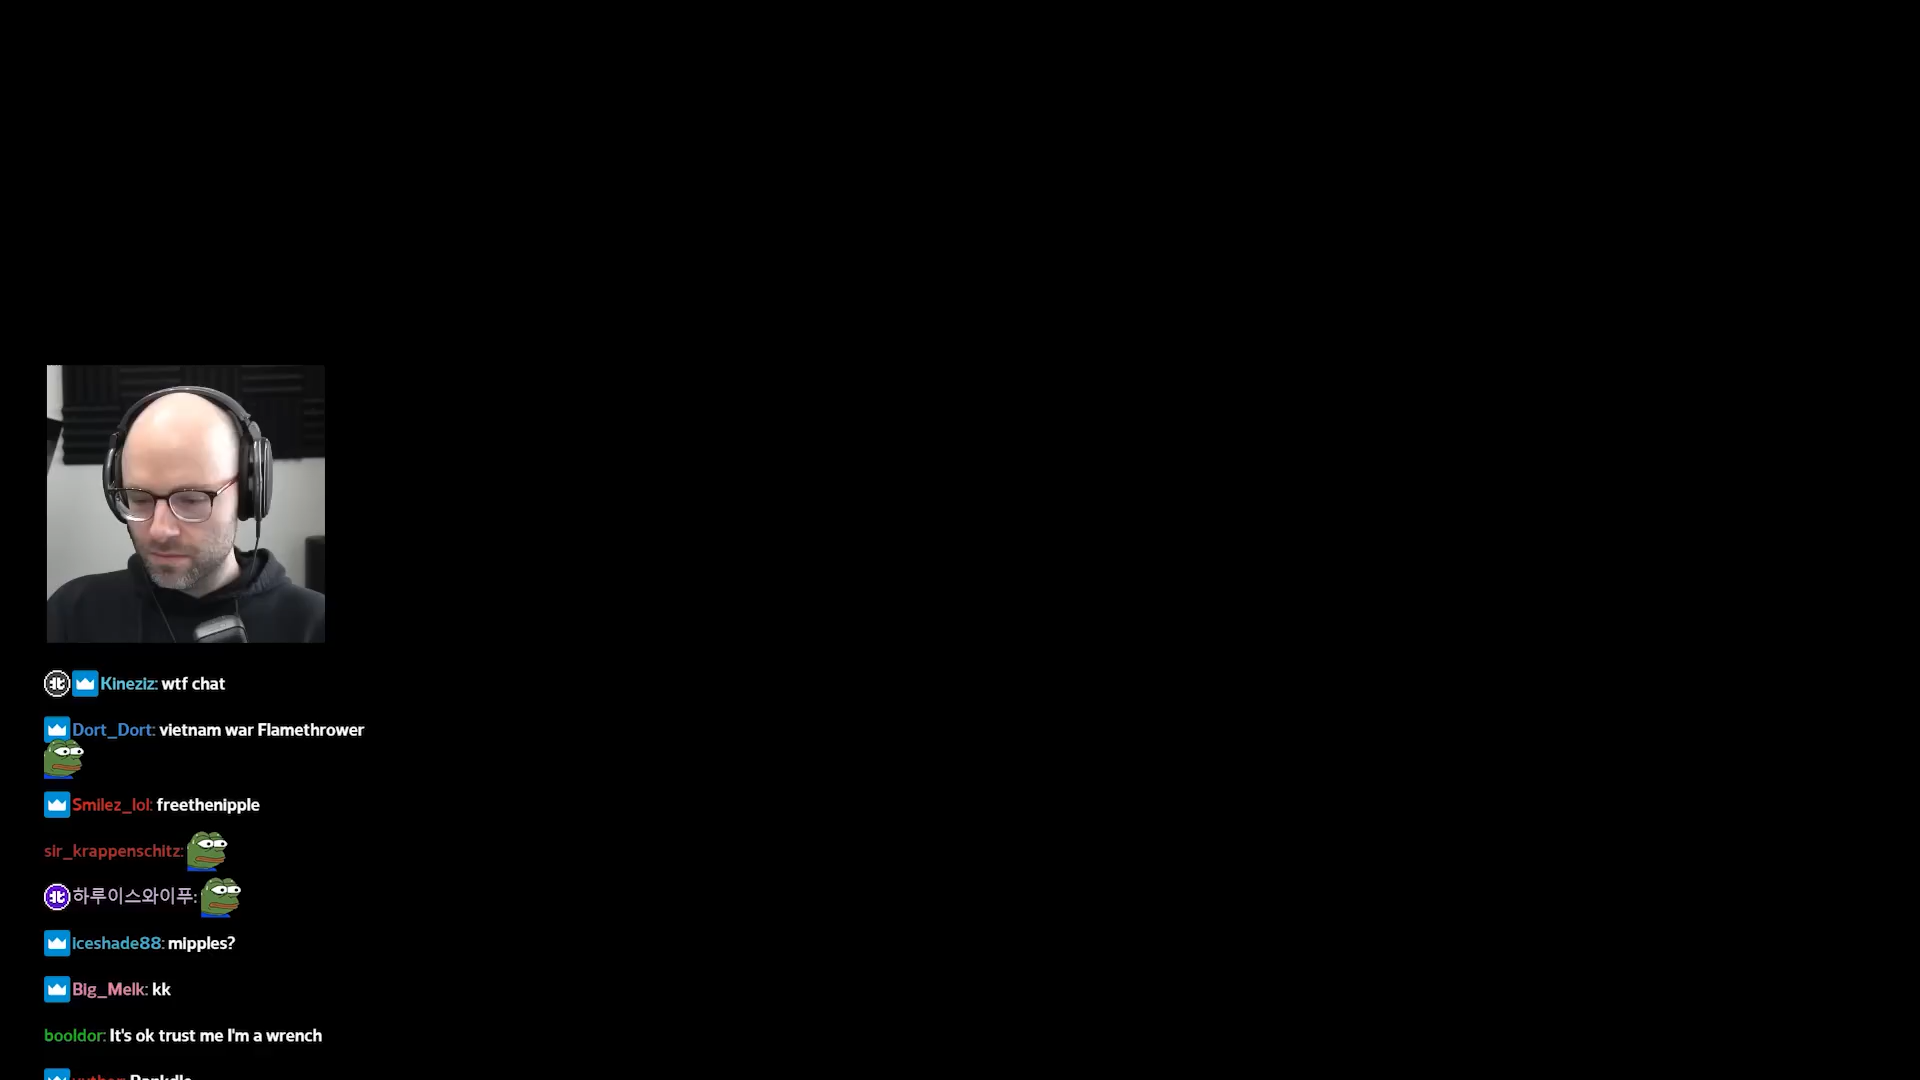 Kineziz: wtf chat
Dort_Dort: vietnam war Flamethrower
Smilez_lol: freethenipple
sir_krappenschitz:
하루이스와이푸:
iceshade88: mipples?
Big_Melk: kk
booldor: It's ok trust me I'm a wrench